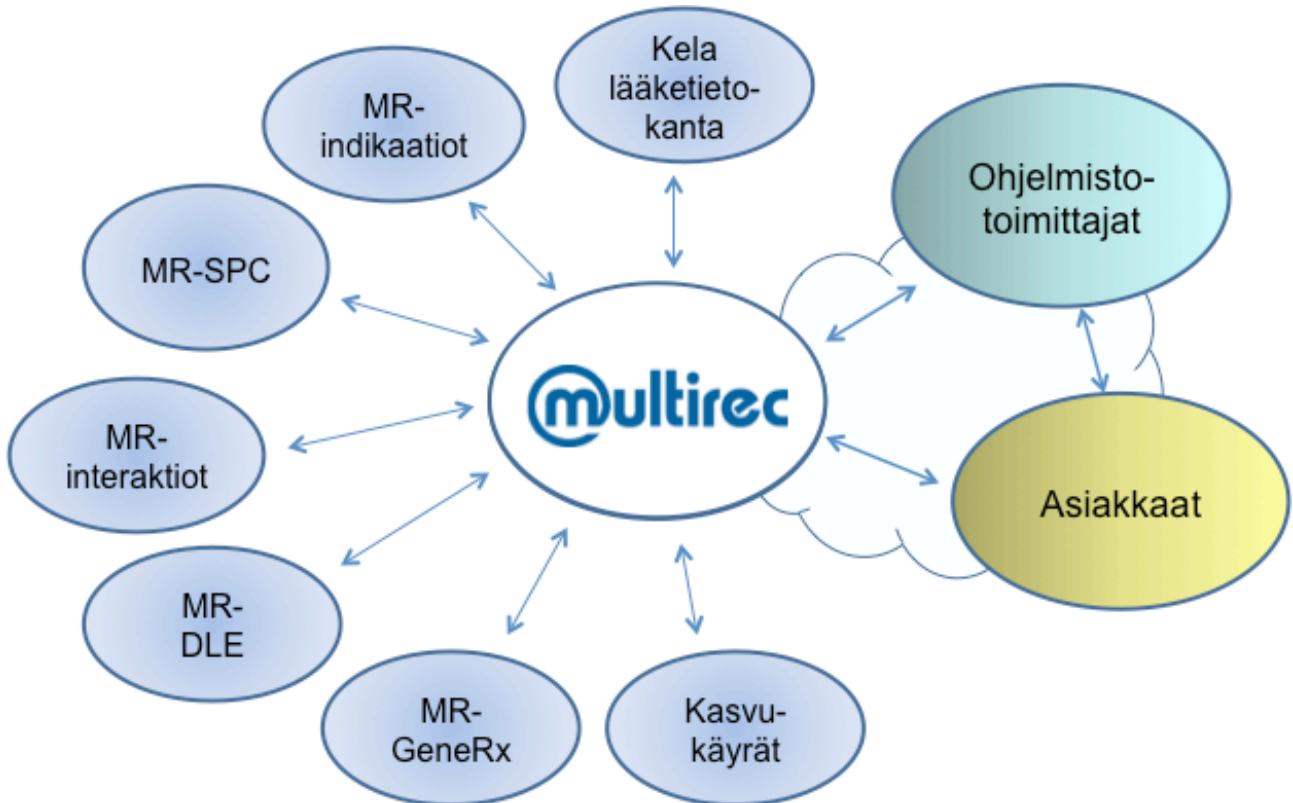 Kela
lääketieto-
kanta
MR-
indikaatiot
Ohjelmisto-
toimittajat
MR-SPC
multirec
MR-
interaktiot
Asiakkaat
MR-
DLE
MR-
GeneRx
Kasvu-
käyrät